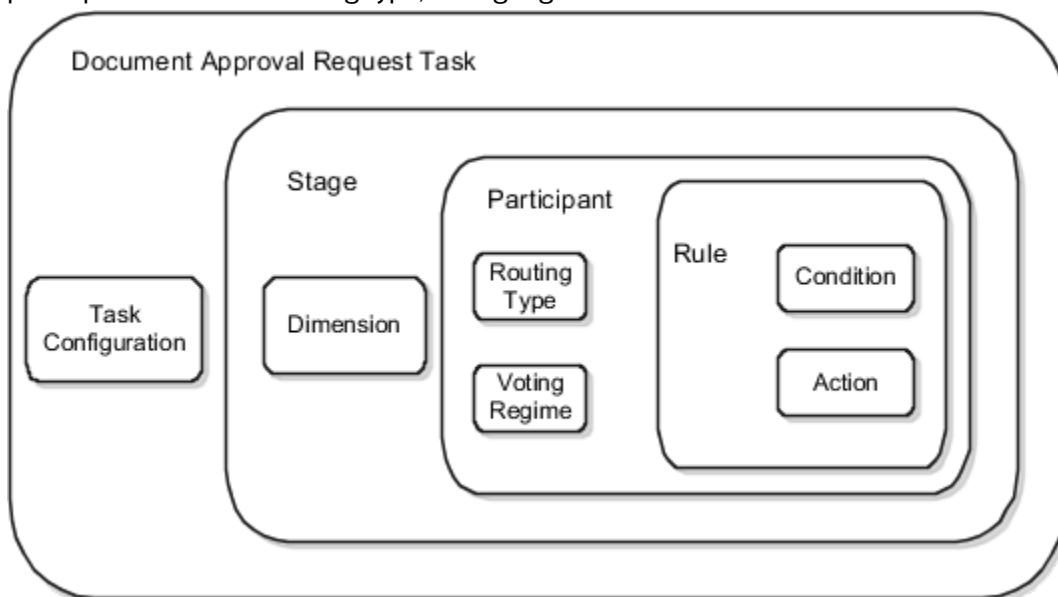 Document Approval Request Task
Stage
Participant
Rule
Routing
Type
Condition
Task
Configuration
Dimension
Voting
Regime
Action